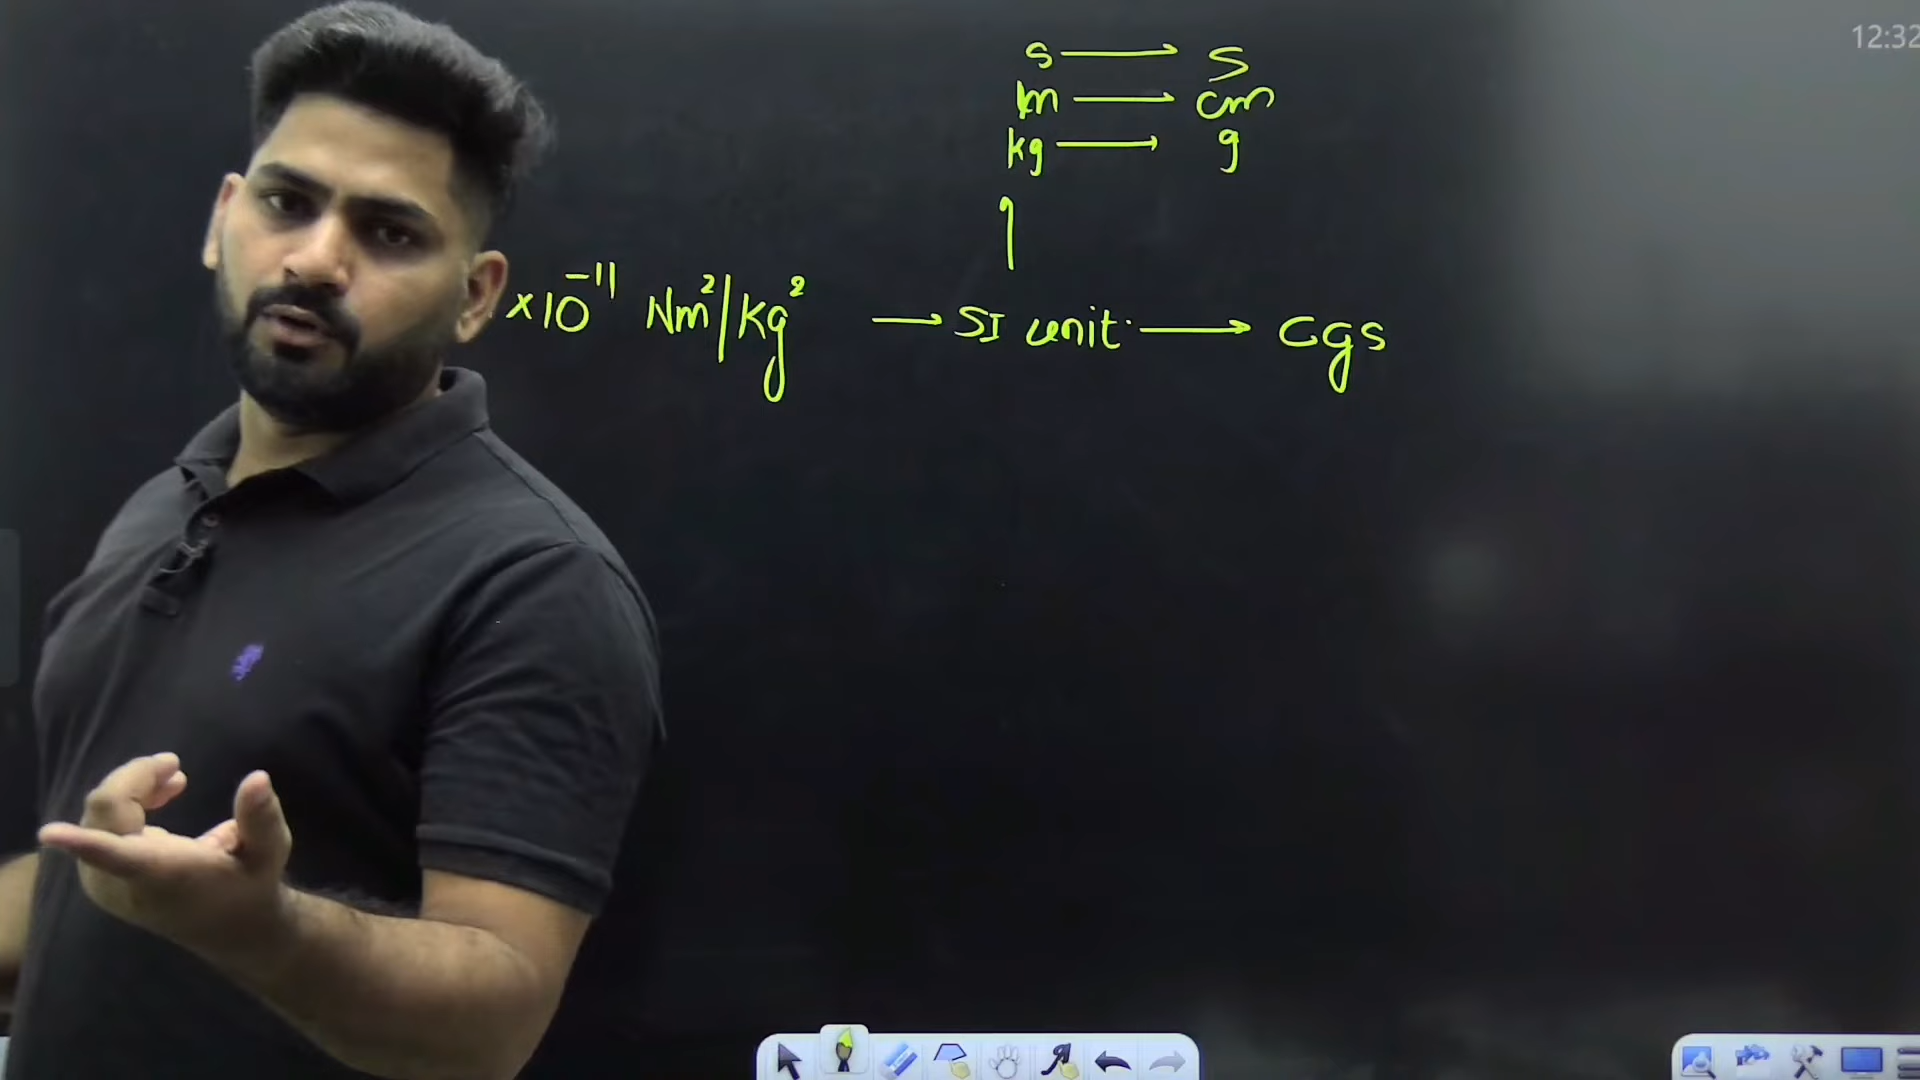 12:32
s → s
m → cm
kg → g
×10⁻¹¹ Nm²/kg² → SI unit → cgs